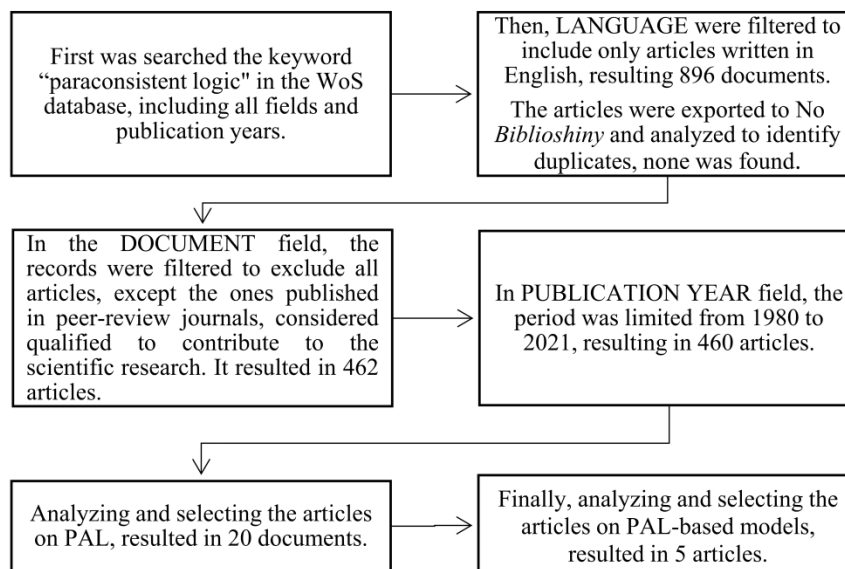 First was searched the keyword
“paraconsistent logic" in the WoS
database, including all fields and
publication years.
Then, LANGUAGE were filtered to
include only articles written in
English, resulting 896 documents.
The articles were exported to No
Biblioshiny and analyzed to identify
duplicates, none was found.
In the DOCUMENT field, the
records were filtered to exclude all
articles, except the ones published
in peer-review journals, considered
qualified to contribute to the
scientific research. It resulted in 462
articles.
In PUBLICATION YEAR field, the
period was limited from 1980 to
2021, resulting in 460 articles.
Analyzing and selecting the articles
on PAL, resulted in 20 documents.
Finally, analyzing and selecting the
articles on PAL-based models,
resulted in 5 articles.